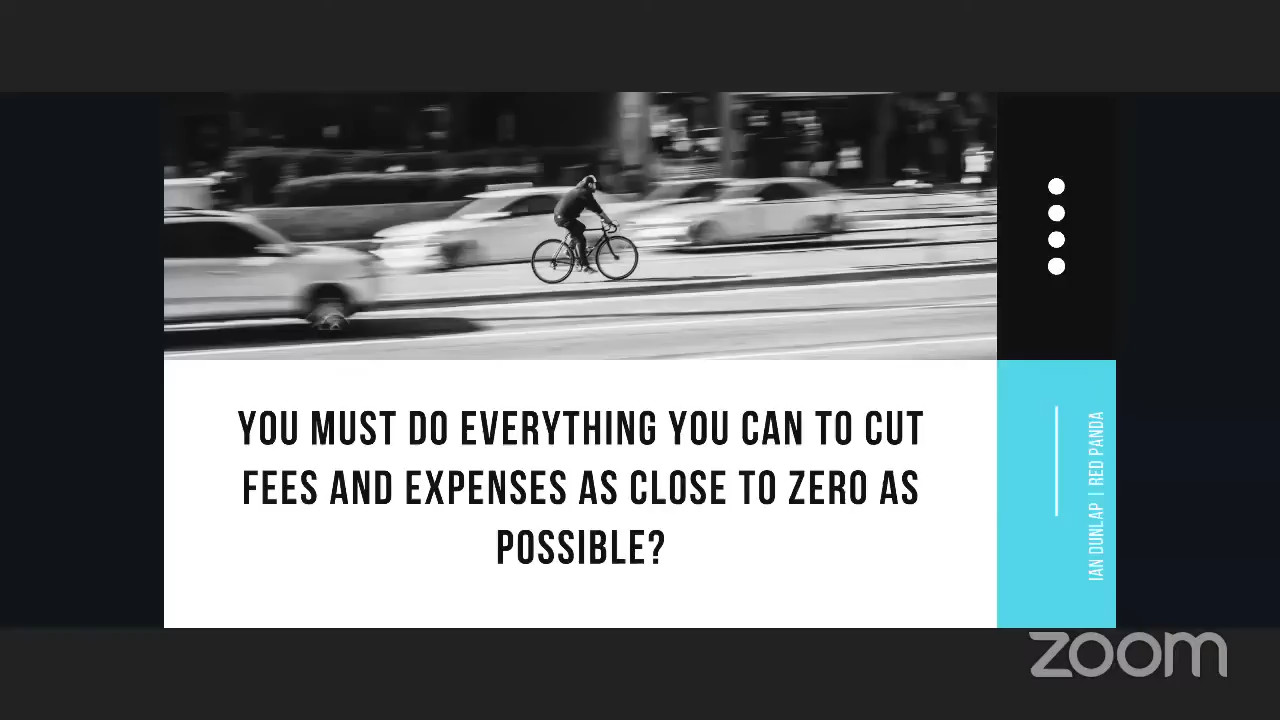 YOU MUST DO EVERYTHING YOU CAN TO CUT
FEES AND EXPENSES AS CLOSE TO ZERO AS
POSSIBLE?
IAN DUNLAP | RED PANDA
zoom